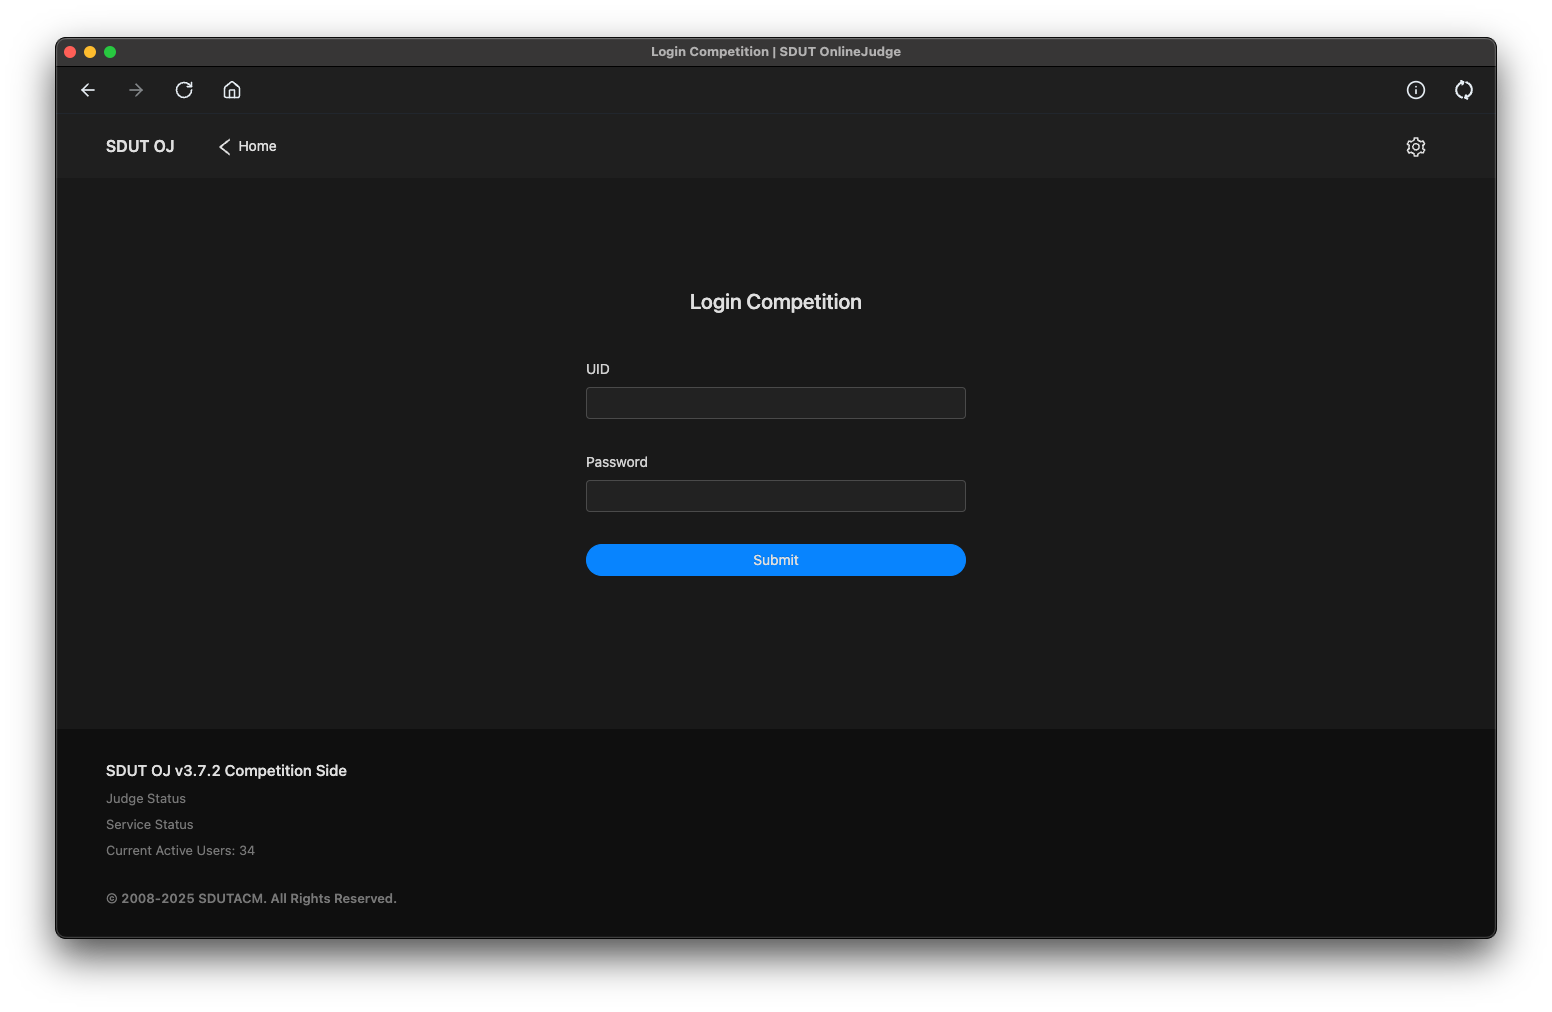 Login Competition | SDUT OnlineJudge
SDUT OJ
Home
Login Competition
UID
Password
Submit
SDUT OJ v3.7.2 Competition Side
Judge Status
Service Status
Current Active Users: 34
© 2008-2025 SDUTACM. All Rights Reserved.